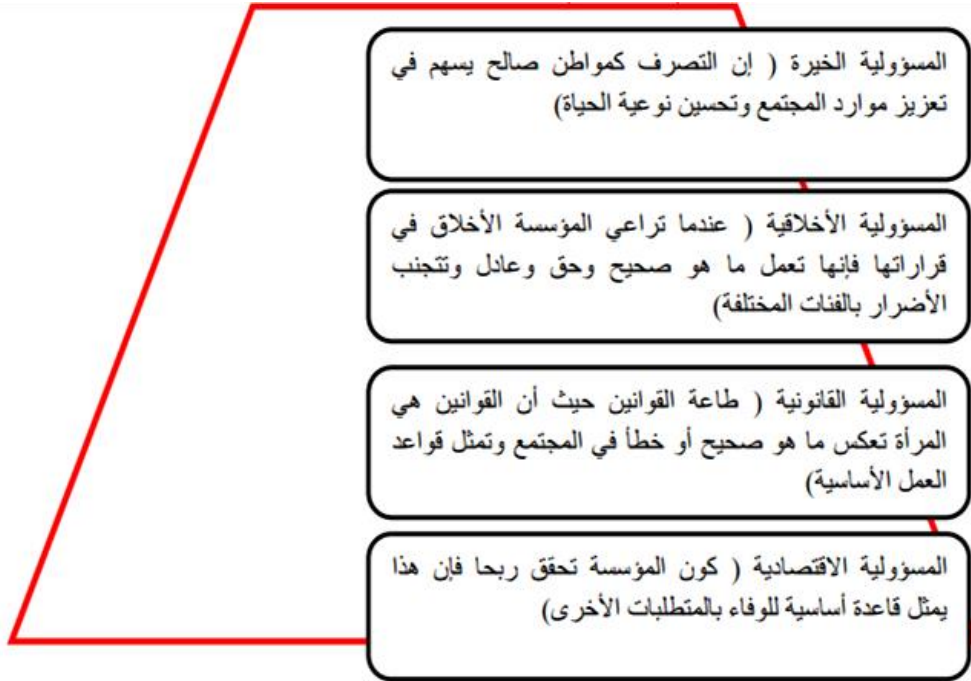 المسؤولية الخيرة ( إن التصرف كمواطن صالح يسهم في
تعزيز موارد المجتمع وتحسين نوعية الحياة)
المسؤولية الأخلاقية ( عندما تراعي المؤسسة الأخلاق في
قراراتها فإنها تعمل ما هو صحيح وحق وعادل وتتجنب
الأضرار بالفئات المختلفة)
المسؤولية القانونية ( طاعة القوانين حيث أن القوانين هي
المرأة تعكس ما هو صحيح أو خطأ في المجتمع وتمثل قواعد
العمل الأساسية)
المسؤولية الاقتصادية ( كون المؤسسة تحقق ربحا فإن هذا
يمثل قاعدة أساسية للوفاء بالمتطلبات الأخرى)